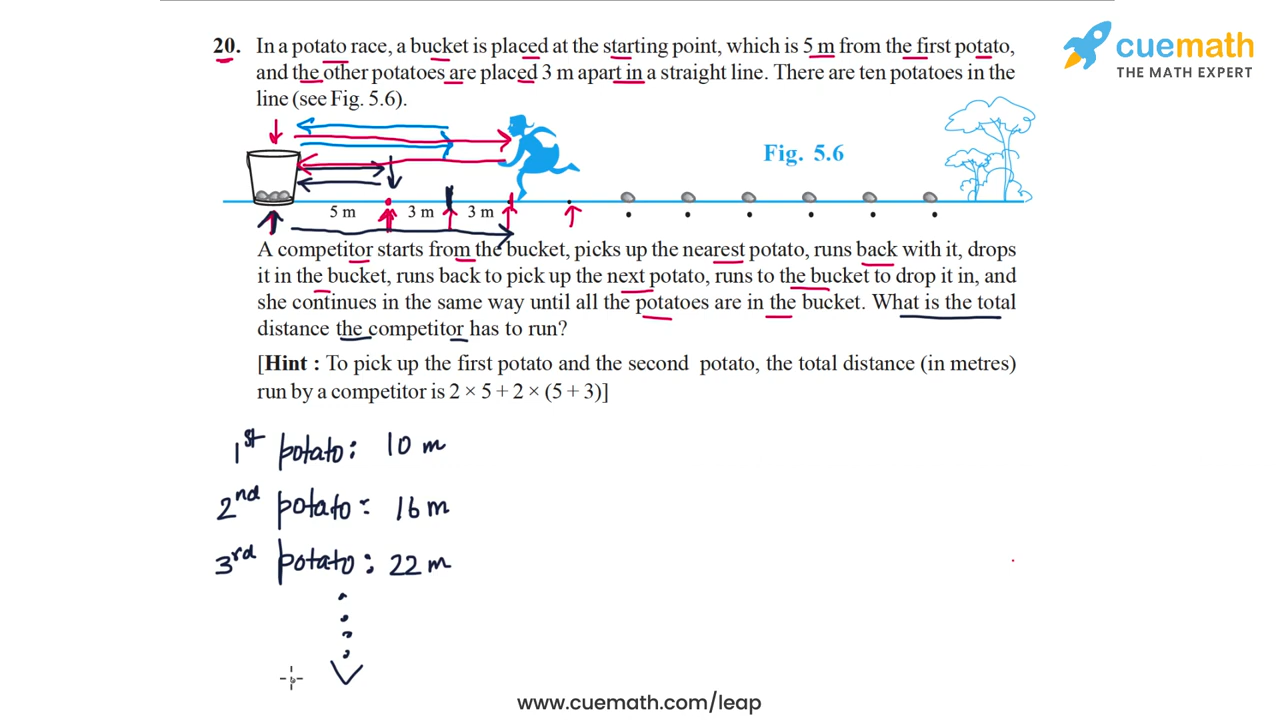 cuemath
THE MATH EXPERT
20. In a potato race, a bucket is placed at the starting point, which is 5 m from the first potato,
and the other potatoes are placed 3 m apart in a straight line. There are ten potatoes in the
line (see Fig. 5.6).
Fig. 5.6
5 m 3 m 3 m
A competitor starts from the bucket, picks up the nearest potato, runs back with it, drops
it in the bucket, runs back to pick up the next potato, runs to the bucket to drop it in, and
she continues in the same way until all the potatoes are in the bucket. What is the total
distance the competitor has to run?
[Hint : To pick up the first potato and the second potato, the total distance (in metres)
run by a competitor is 2 × 5 + 2 × (5 + 3)]
1st potato: 10 m
2nd potato: 16 m
3rd potato: 22 m
www.cuemath.com/leap